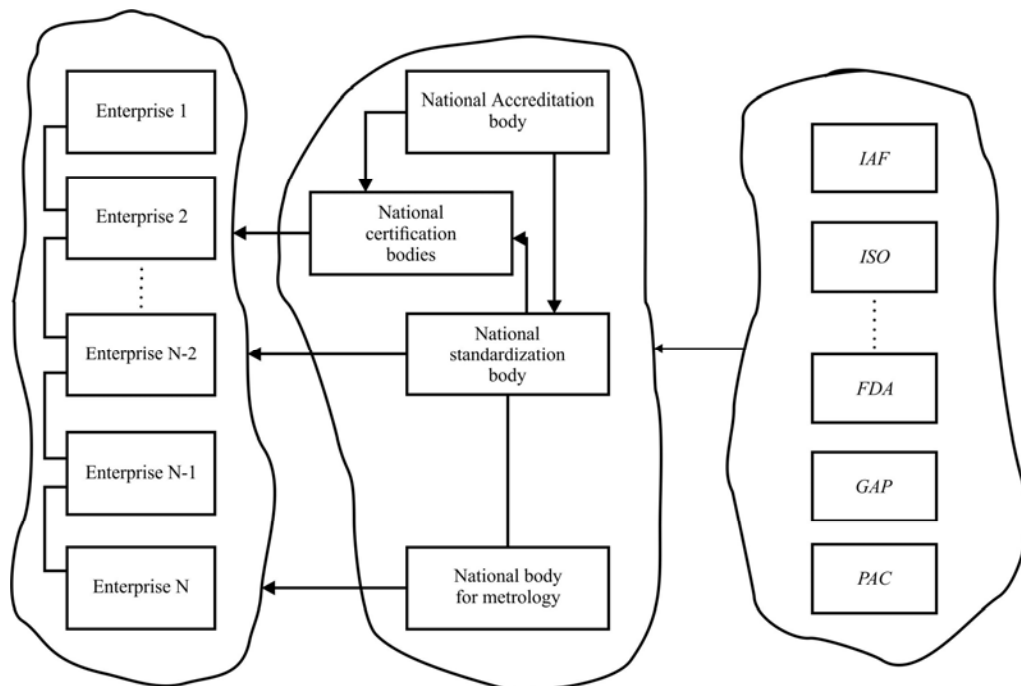 Enterprise 1
Enterprise 2
Enterprise N-2
Enterprise N-1
Enterprise N
National Accreditation
body
National
certification
bodies
National
standardization
body
National body
for metrology
IAF
ISO
FDA
GAP
PAC